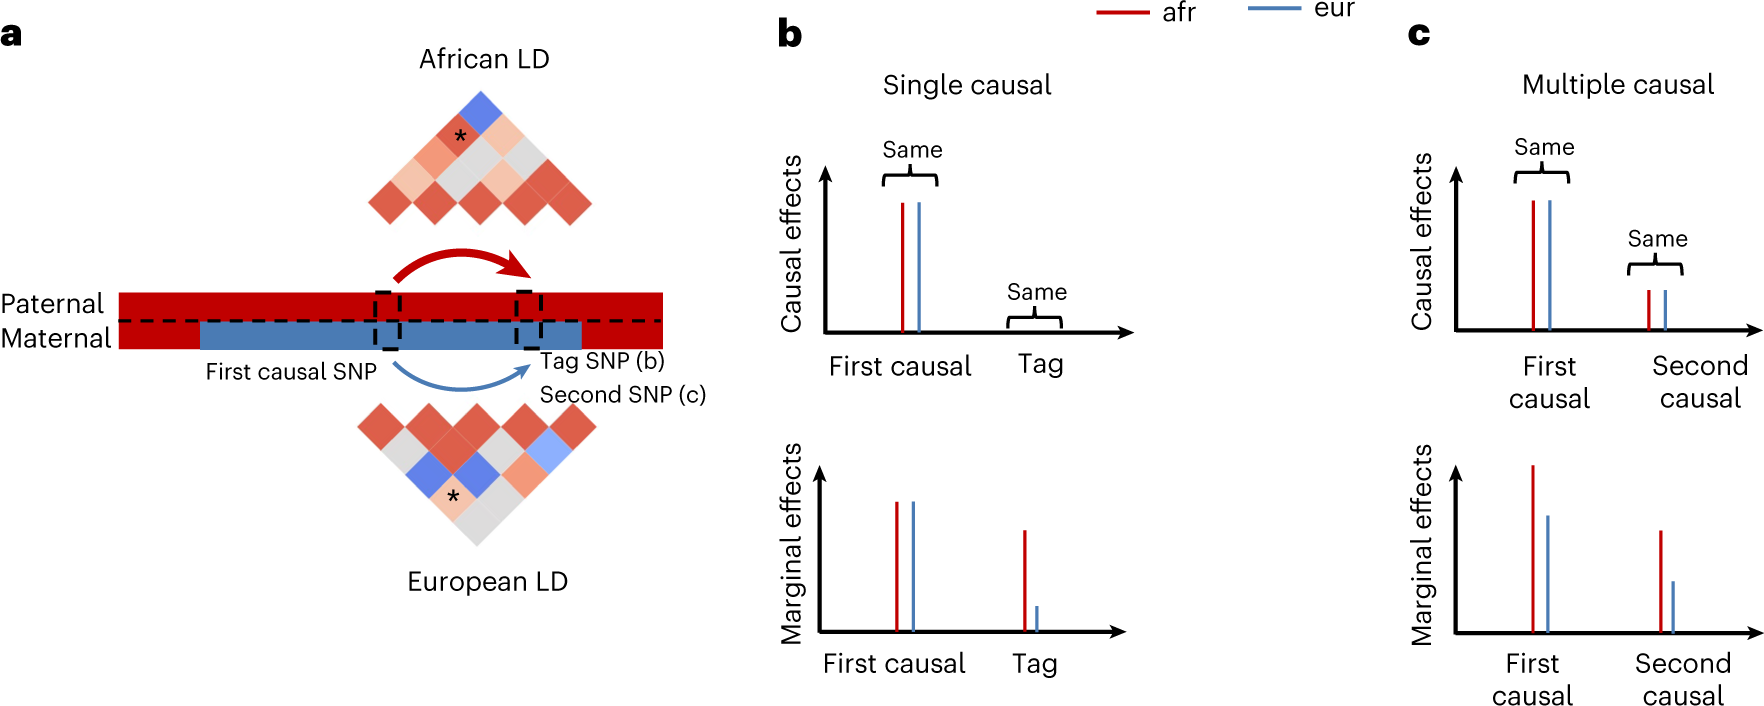 a
African LD
*
Paternal
Maternal
First causal SNP
Tag SNP (b)
Second SNP (c)
*
European LD
b
afr
eur
Single causal
Causal effects
Same
Same
First causal
Tag
Marginal effects
First causal
Tag
c
Multiple causal
Causal effects
Same
Same
First
causal
Second
causal
Marginal effects
First
causal
Second
causal